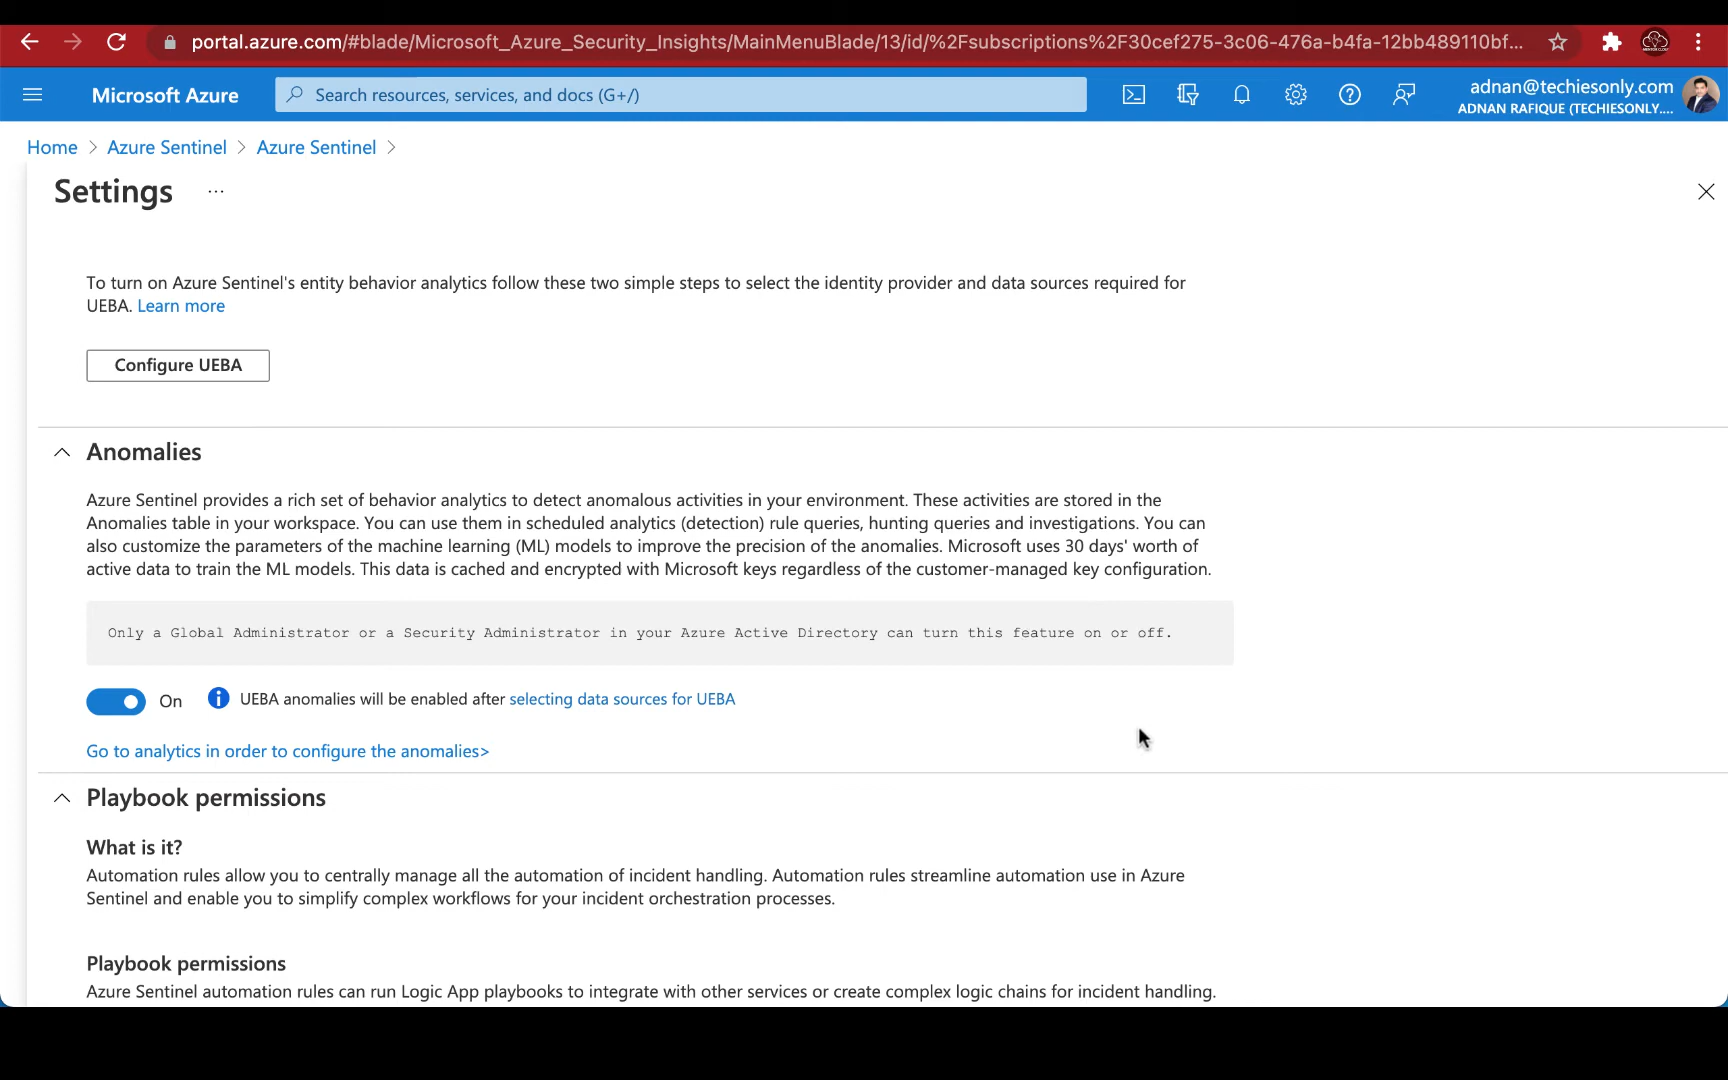 portal.azure.com/#blade/Microsoft_Azure_Security_Insights/MainMenuBlade/13/id/%2Fsubscriptions%2F30cef275-3c06-476a-b4fa-12bb489110bf...
Microsoft Azure
Search resources, services, and docs (G+/)
adnan@techiesonly.com
ADNAN RAFIQUE (TECHIESONLY....
Home > Azure Sentinel > Azure Sentinel >
Settings ...
To turn on Azure Sentinel's entity behavior analytics follow these two simple steps to select the identity provider and data sources required for
UEBA. Learn more
Configure UEBA
Anomalies
Azure Sentinel provides a rich set of behavior analytics to detect anomalous activities in your environment. These activities are stored in the
Anomalies table in your workspace. You can use them in scheduled analytics (detection) rule queries, hunting queries and investigations. You can
also customize the parameters of the machine learning (ML) models to improve the precision of the anomalies. Microsoft uses 30 days' worth of
active data to train the ML models. This data is cached and encrypted with Microsoft keys regardless of the customer-managed key configuration.
Only a Global Administrator or a Security Administrator in your Azure Active Directory can turn this feature on or off.
On UEBA anomalies will be enabled after selecting data sources for UEBA
Go to analytics in order to configure the anomalies>
Playbook permissions
What is it?
Automation rules allow you to centrally manage all the automation of incident handling. Automation rules streamline automation use in Azure
Sentinel and enable you to simplify complex workflows for your incident orchestration processes.
Playbook permissions
Azure Sentinel automation rules can run Logic App playbooks to integrate with other services or create complex logic chains for incident handling.